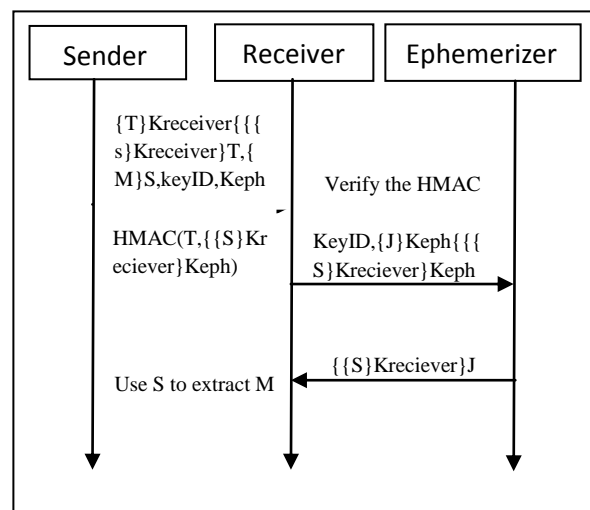 Sender
Receiver
Ephemerizer
{T}Kreceiver{{{
s}Kreceiver}T,{
M}S,keyID,Keph
HMAC(T,{{S}Kr
eciever}Keph)
Verify the HMAC
KeyID,{J}Keph{{{
S}Kreciever}Keph
{{S}Kreciever}J
Use S to extract M